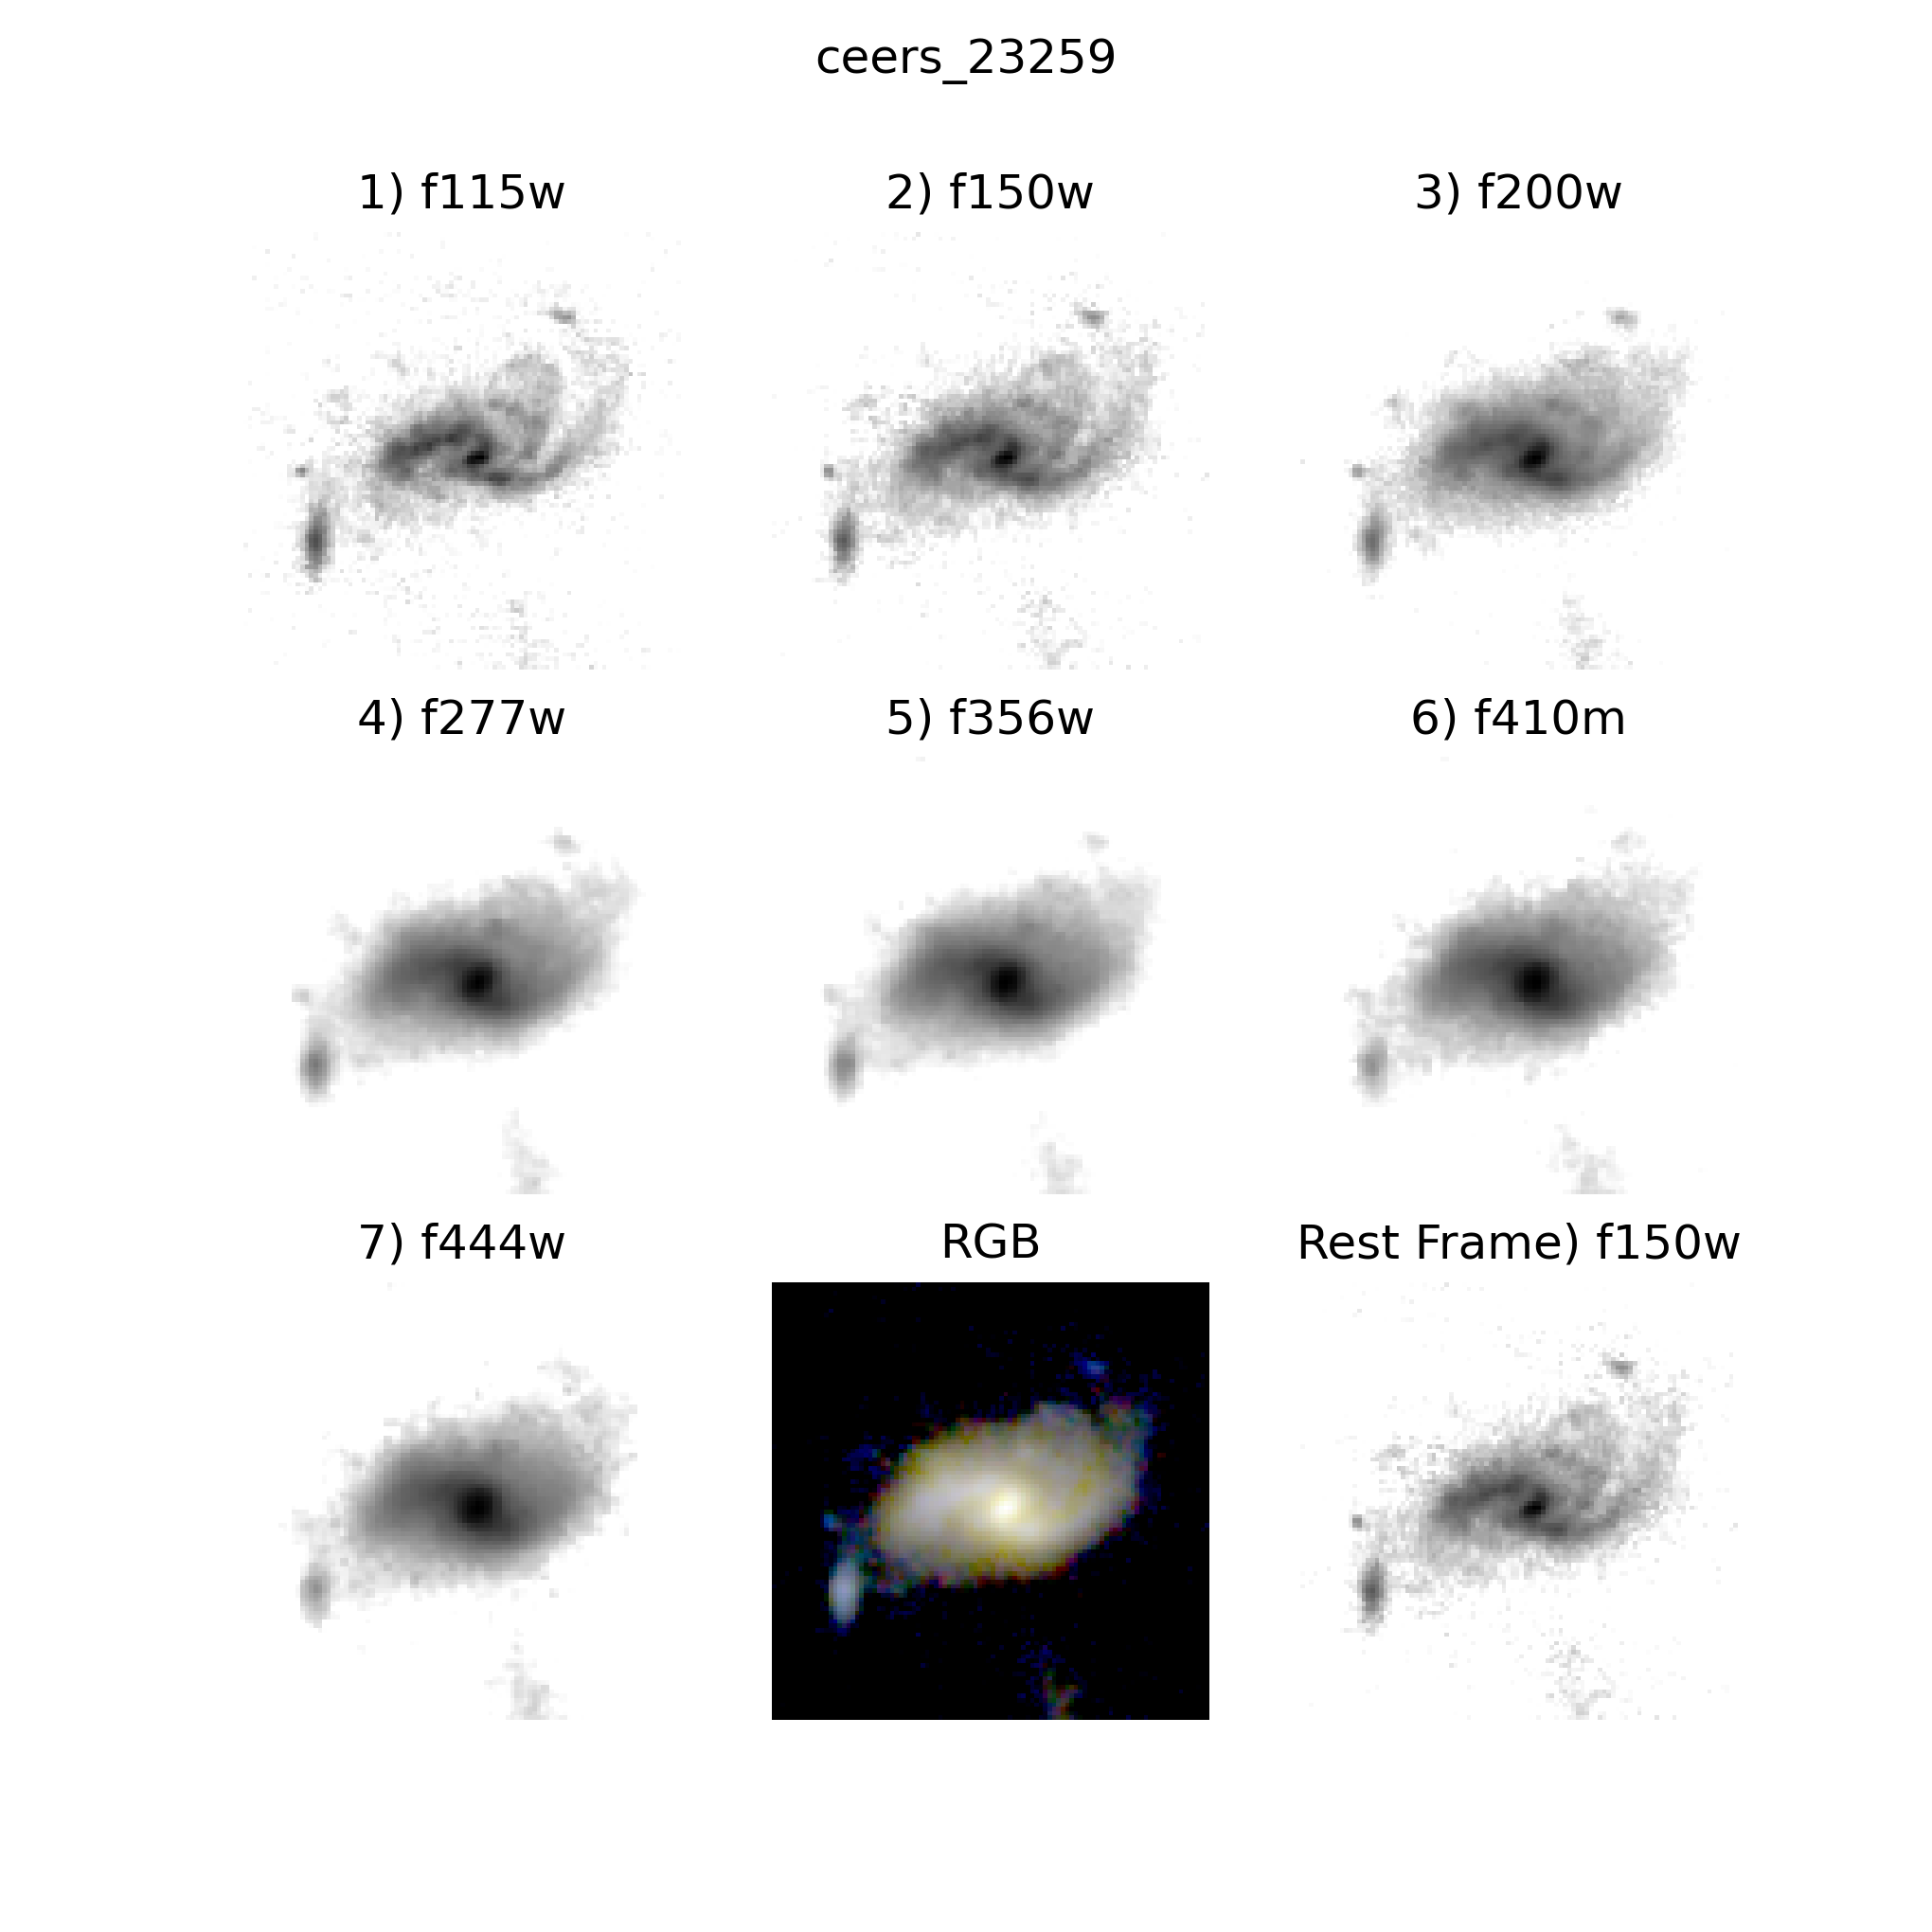 ceers_23259
1) f115w
2) f150w
3) f200w
4) f277w
5) f356w
6) f410m
7) f444w
RGB
Rest Frame) f150w